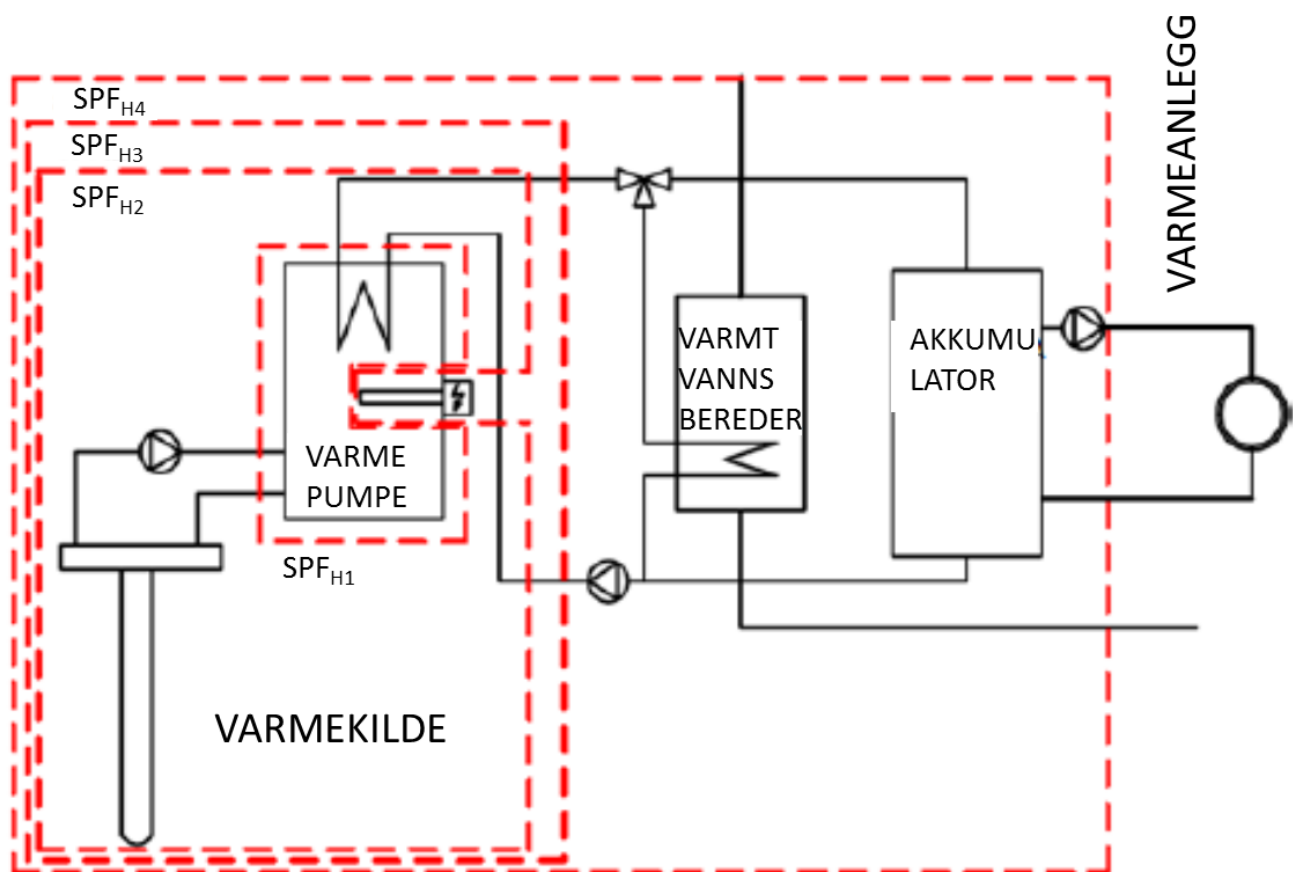 SPFH4
SPFH3
SPFH2
VARMEANLEGG
VARMT
VANNS
BEREDER
AKKUMU
LATOR
VARME
PUMPE
SPFH1
VARMEKILDE